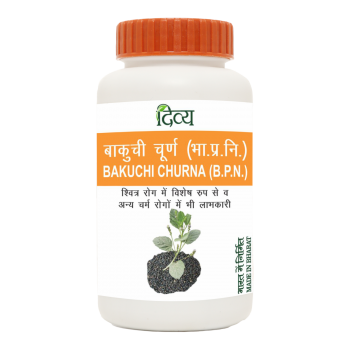 दिव्य
बाकुची चूर्ण (भा.प्र.नि.)
BAKUCHI CHURNA (B.P.N.)
श्वित्र रोग में विशेष रुप से व
अन्य चर्म रोगों में भी लाभकारी
भारत में निर्मित
MADE IN BHARAT